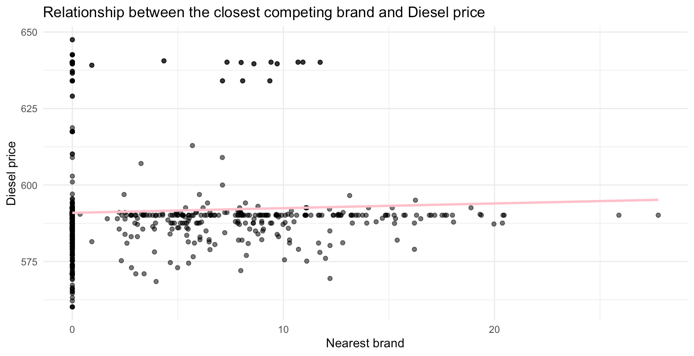 Relationship between the closest competing brand and Diesel price
650
625
600
575
Diesel price
0
10
20
Nearest brand